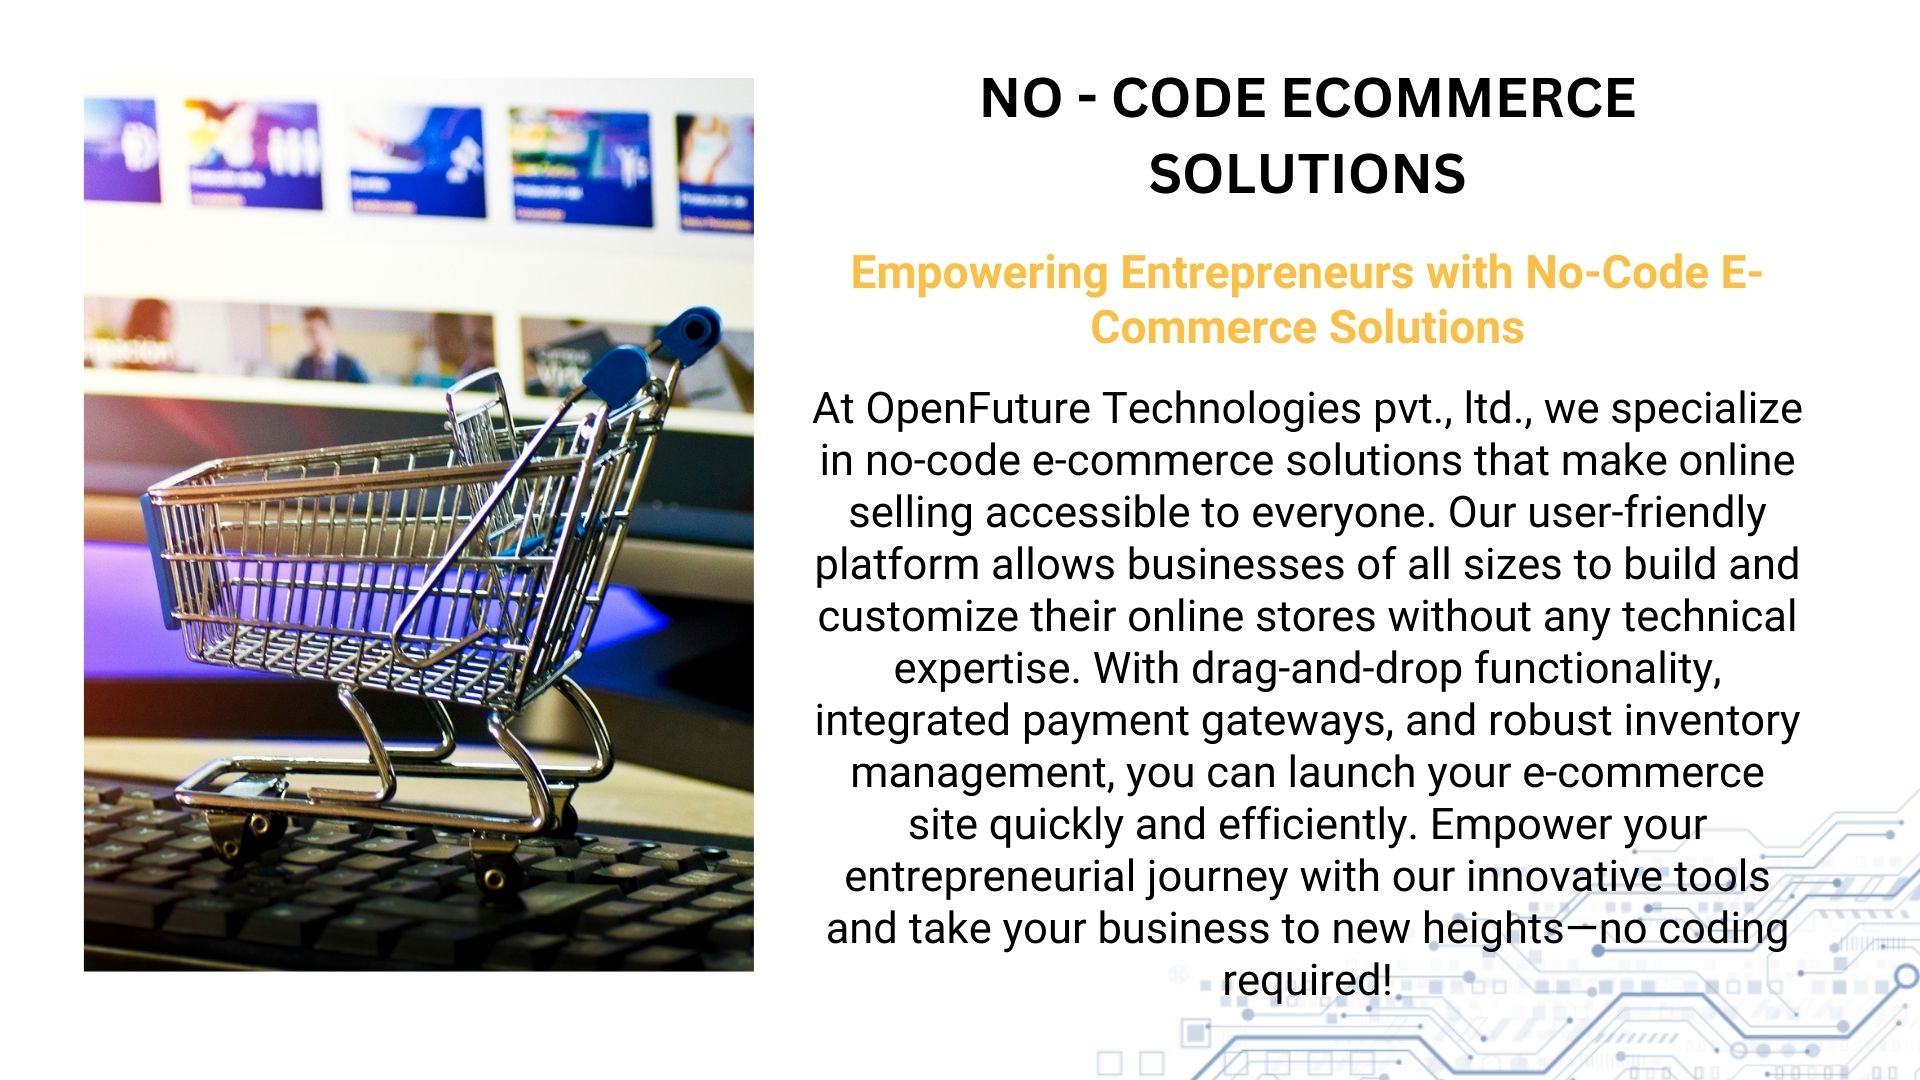 NO - CODE ECOMMERCE
SOLUTIONS
Empowering Entrepreneurs with No-Code E-
Commerce Solutions
At OpenFuture Technologies pvt., ltd., we specialize
in no-code e-commerce solutions that make online
selling accessible to everyone. Our user-friendly
platform allows businesses of all sizes to build and
customize their online stores without any technical
expertise. With drag-and-drop functionality,
integrated payment gateways, and robust inventory
management, you can launch your e-commerce
site quickly and efficiently. Empower your
entrepreneurial journey with our innovative tools
and take your business to new heights—no coding
required!